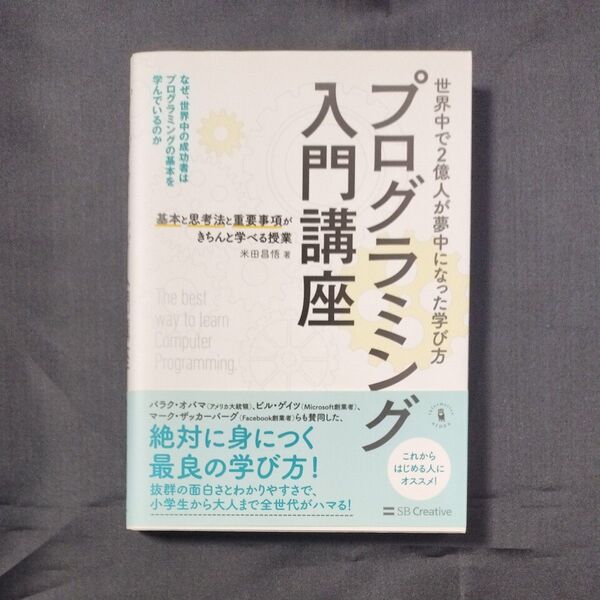 世界中で2億人が夢中になった学び方
プログラミング
入門講座
なぜ、世界中の成功者は
プログラミングの基本を
学んでいるのか
基本と思考法と重要事項が
きちんと学べる授業
米田昌悟 著
The best
way to learn
Computer
Programming.
バラク・オバマ(アメリカ大統領)、ビル・ゲイツ(Microsoft創業者)、
マーク・ザッカーバーグ(Facebook創業者)らも賛同した、
絶対に身につく
最良の学び方!
抜群の面白さとわかりやすさで、
小学生から大人まで全世代がハマる!
これから
はじめる人に
オススメ!
SB Creative